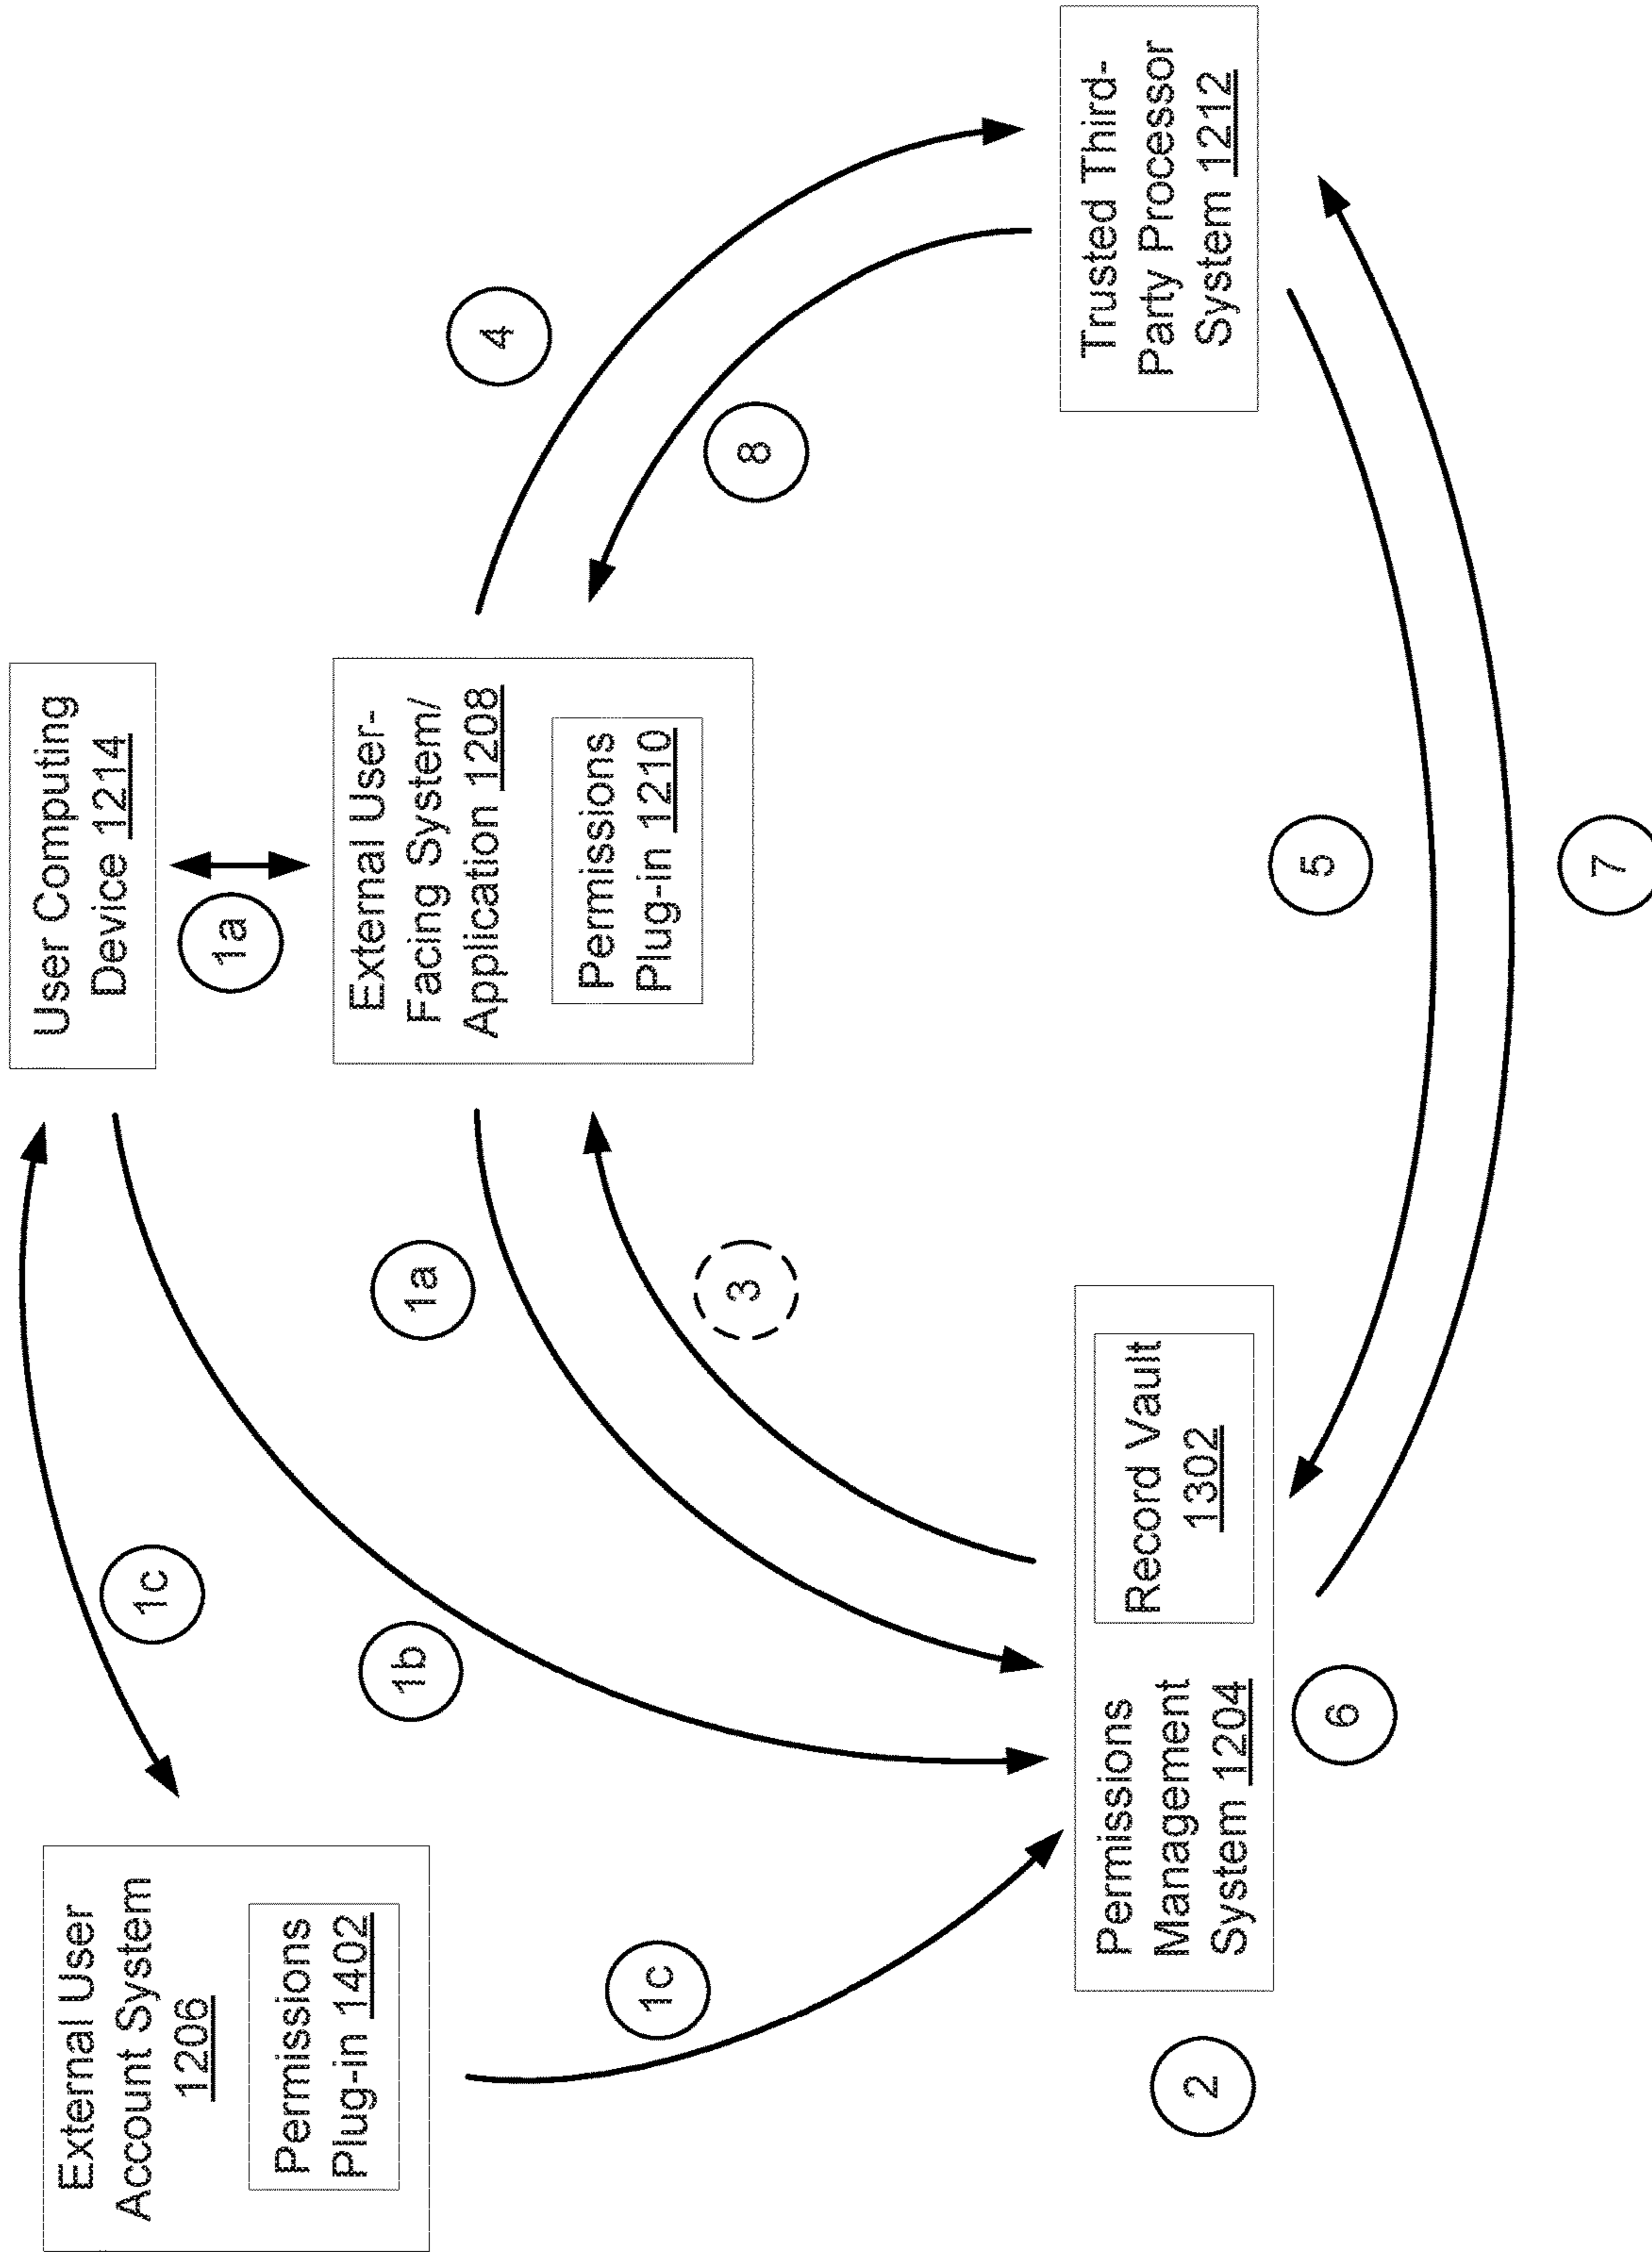 External User
Account System
1206
Permissions
Plug-in 1402
1c
User Computing
Device 1214
1a
External User-
Facing System/
Application 1208
Permissions
Plug-in 1210
1c
1b
1a
3
4
8
2
Permissions
Management
System 1204
Record Vault
1302
6
Trusted Third-
Party Processor
System 1212
5
7